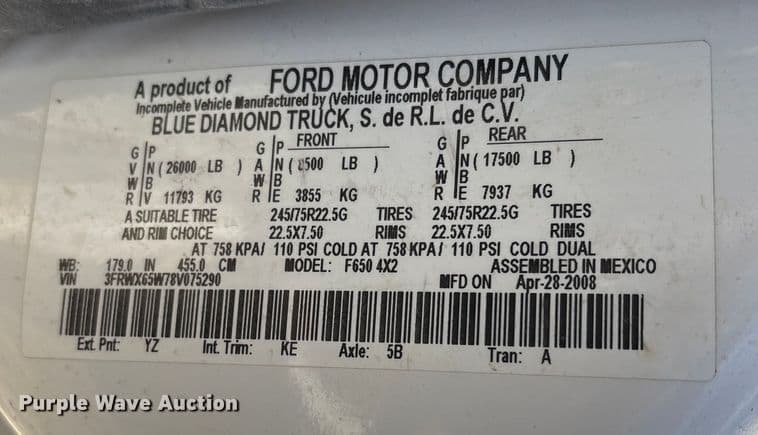 A product of FORD MOTOR COMPANY
Incomplete Vehicle Manufactured by (Vehicule incomplet fabrique par)
BLUE DIAMOND TRUCK, S. de R.L. de C.V.
FRONT REAR
G P G P G P
V N ( 26000 LB ) A N ( 8500 LB ) A N ( 17500 LB )
W B W B W B
R V 11793 KG R E 3855 KG R E 7937 KG
A SUITABLE TIRE 245/75R22.5G TIRES 245/75R22.5G TIRES
AND RIM CHOICE 22.5X7.50 RIMS 22.5X7.50 RIMS
AT 758 KPA/ 110 PSI COLD AT 758 KPA/ 110 PSI COLD DUAL
WB: 179.0 IN 455.0 CM MODEL: F650 4X2 ASSEMBLED IN MEXICO
VIN 3FRWX65W78V075290 MFD ON Apr-28-2008
Ext. Pnt: YZ Int. Trim: KE Axle: 5B Tran: A
Purple Wave Auction